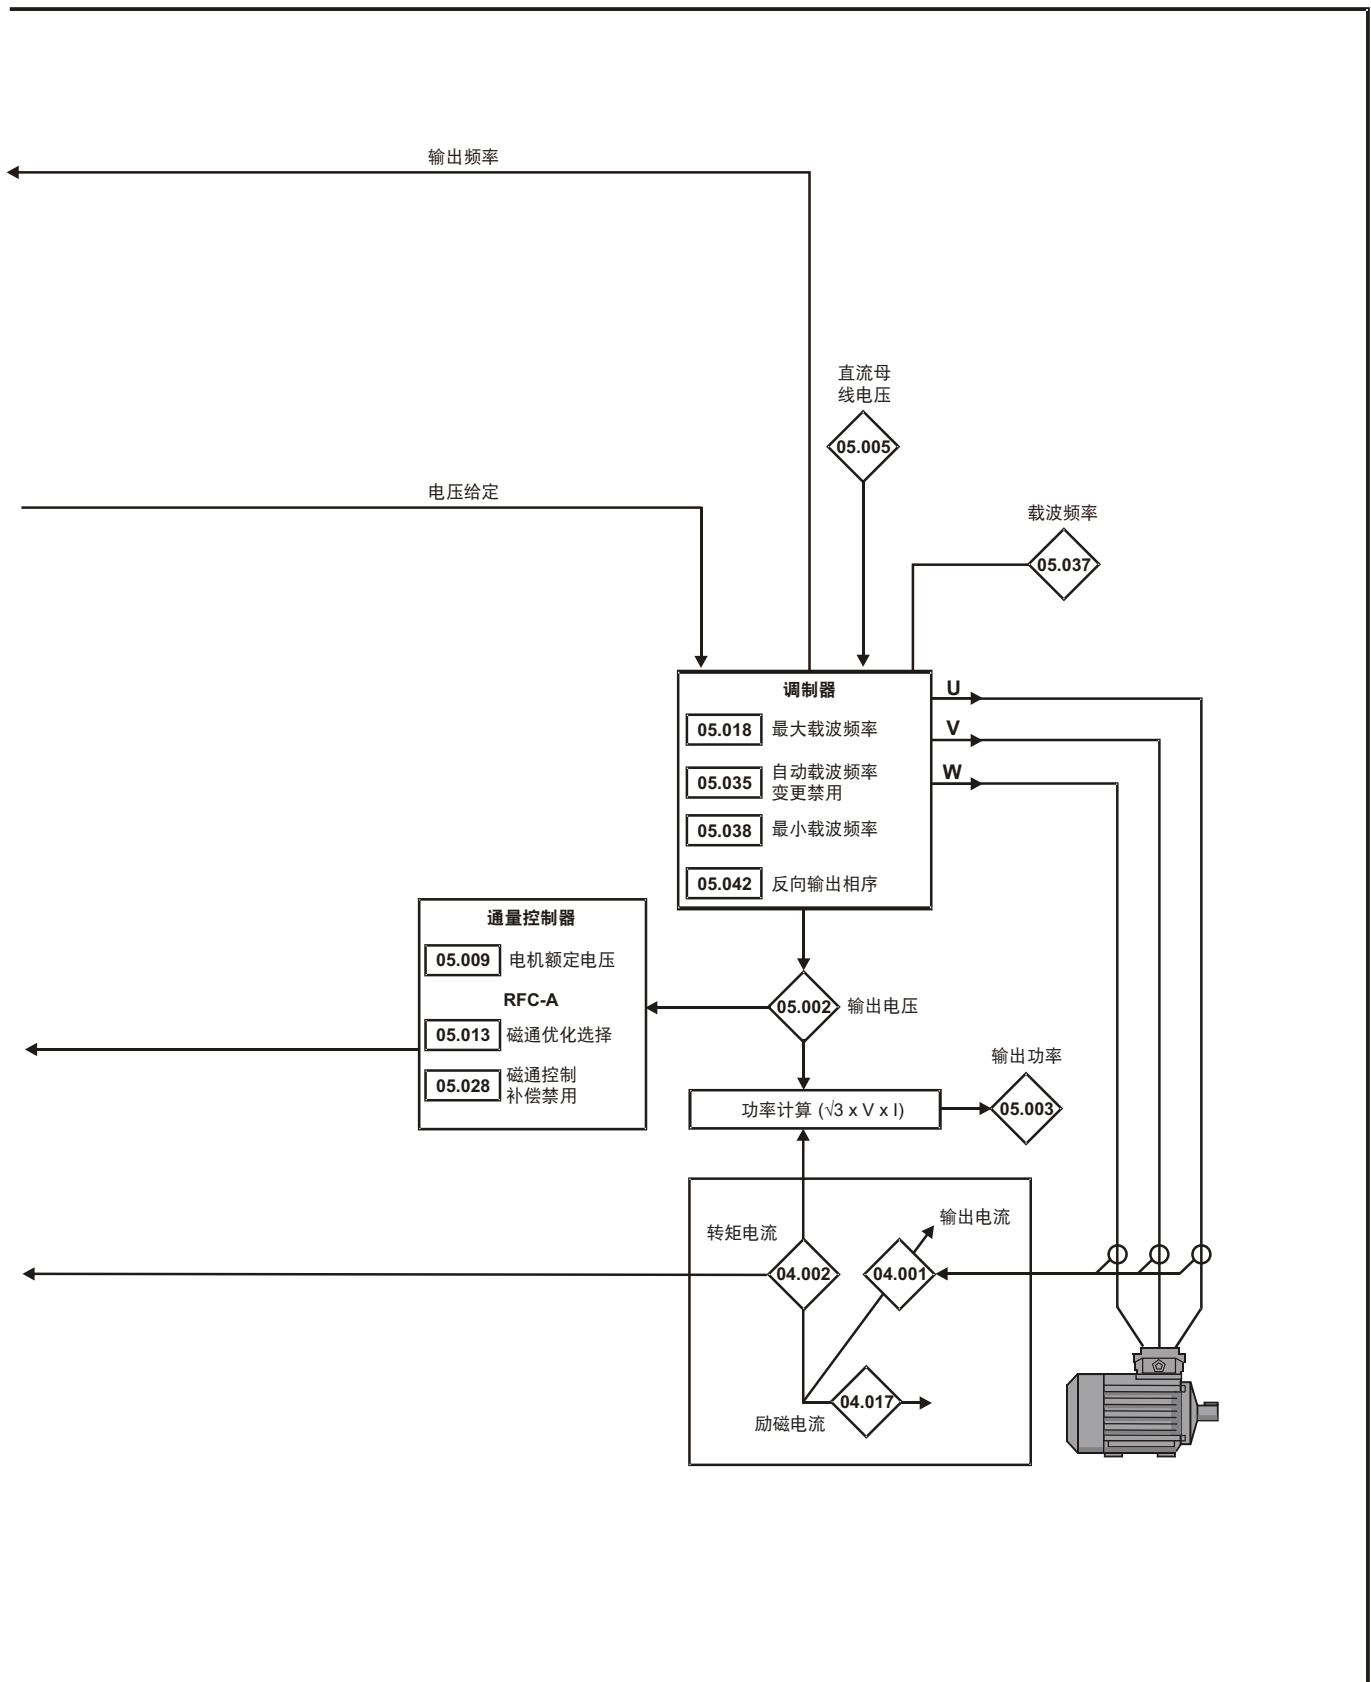 输出频率
直流母
线电压
05.005
电压给定
载波频率
05.037
调制器
U
05.018 最大载波频率
V
W
05.035 自动载波频率
变更禁用
05.038 最小载波频率
05.042 反向输出相序
通量控制器
05.009 电机额定电压
RFC-A
05.013 磁通优化选择
05.028 磁通控制
补偿禁用
05.002 输出电压
输出功率
功率计算 (√3 x V x I)
05.003
转矩电流
输出电流
04.002
04.001
04.017
励磁电流